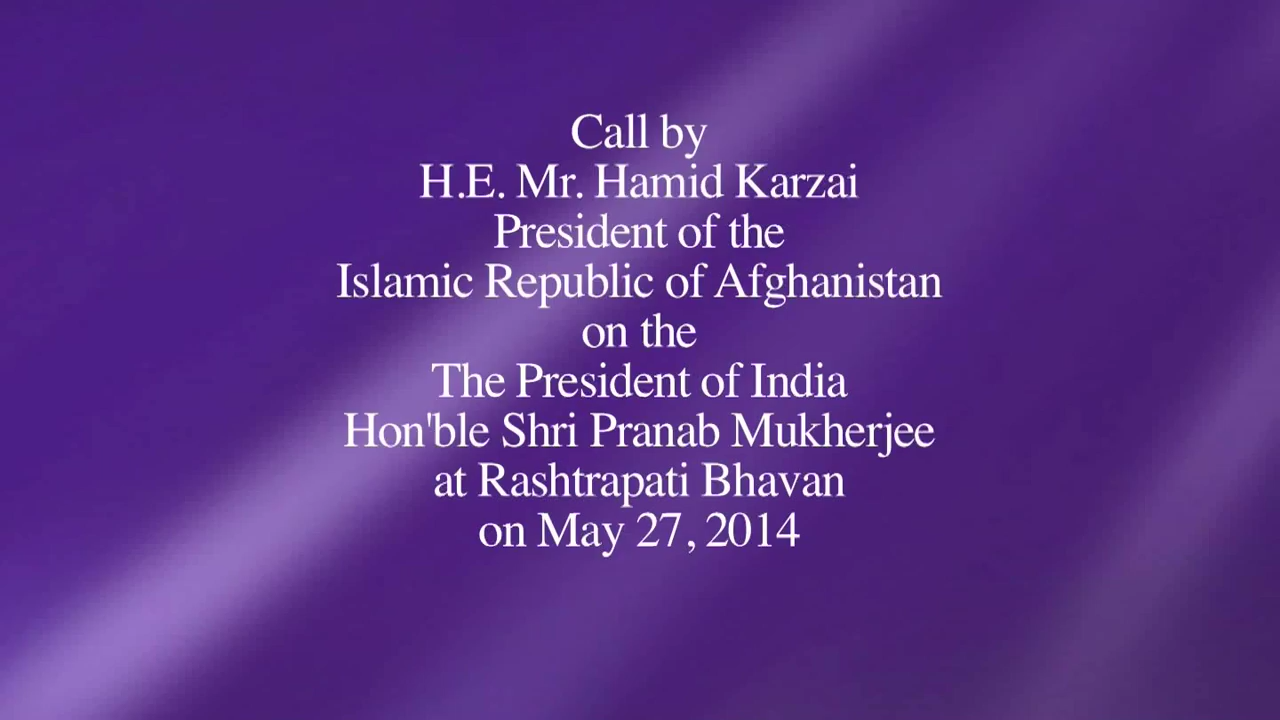 Call by
H.E. Mr. Hamid Karzai
President of the
Islamic Republic of Afghanistan
on the
The President of India
Hon'ble Shri Pranab Mukherjee
at Rashtrapati Bhavan
on May 27, 2014